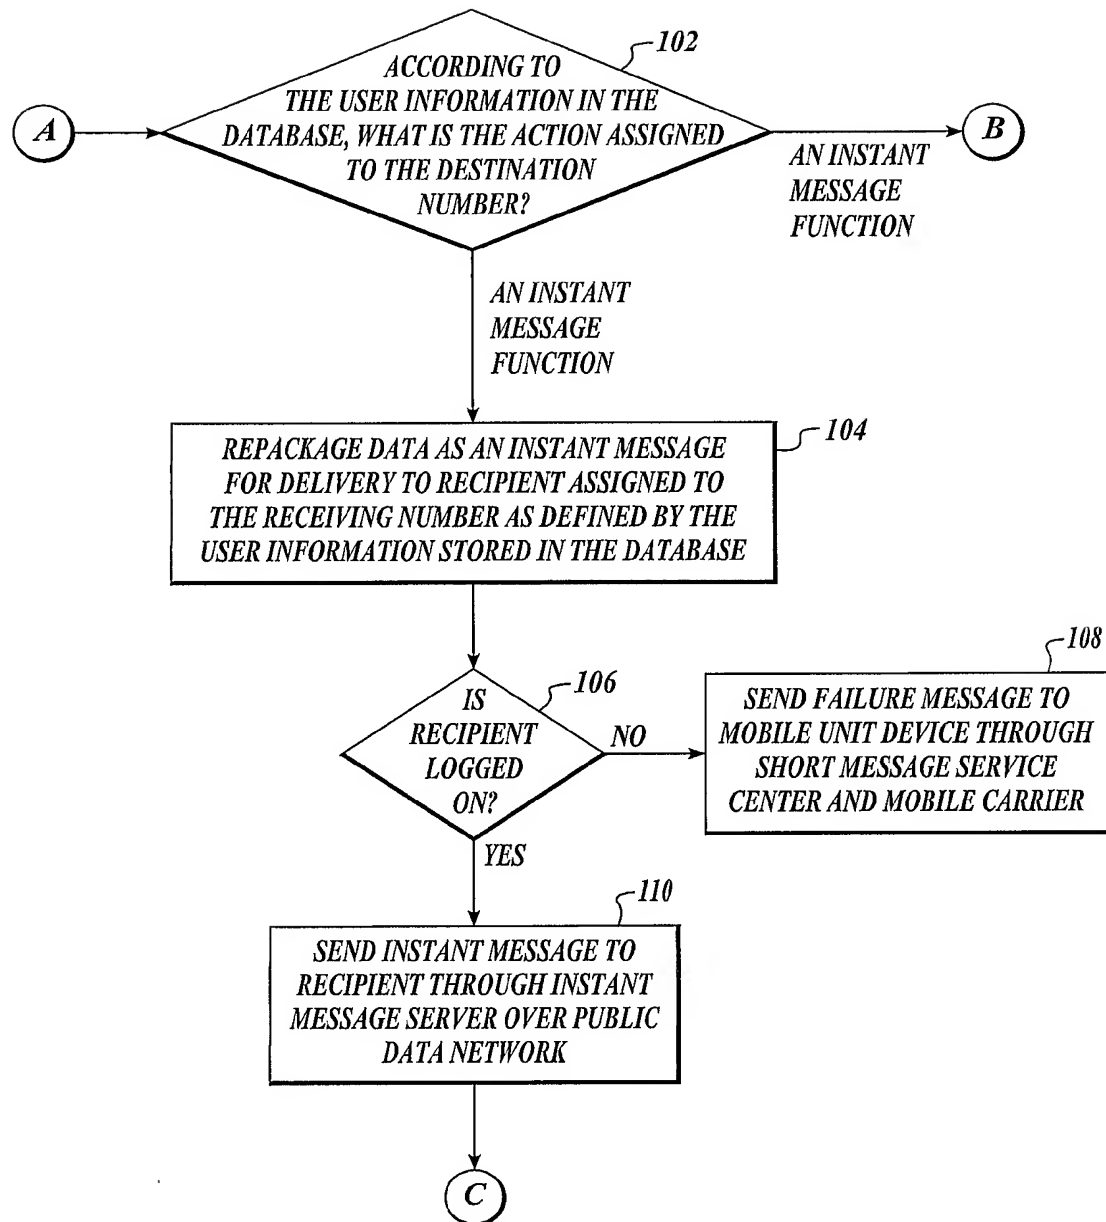 102
ACCORDING TO
THE USER INFORMATION IN THE
DATABASE, WHAT IS THE ACTION ASSIGNED
TO THE DESTINATION
NUMBER?
A
B
AN INSTANT
MESSAGE
FUNCTION
AN INSTANT
MESSAGE
FUNCTION
104
REPACKAGE DATA AS AN INSTANT MESSAGE
FOR DELIVERY TO RECIPIENT ASSIGNED TO
THE RECEIVING NUMBER AS DEFINED BY THE
USER INFORMATION STORED IN THE DATABASE
106
IS
RECIPIENT
LOGGED
ON?
NO
108
SEND FAILURE MESSAGE TO
MOBILE UNIT DEVICE THROUGH
SHORT MESSAGE SERVICE
CENTER AND MOBILE CARRIER
YES
110
SEND INSTANT MESSAGE TO
RECIPIENT THROUGH INSTANT
MESSAGE SERVER OVER PUBLIC
DATA NETWORK
C